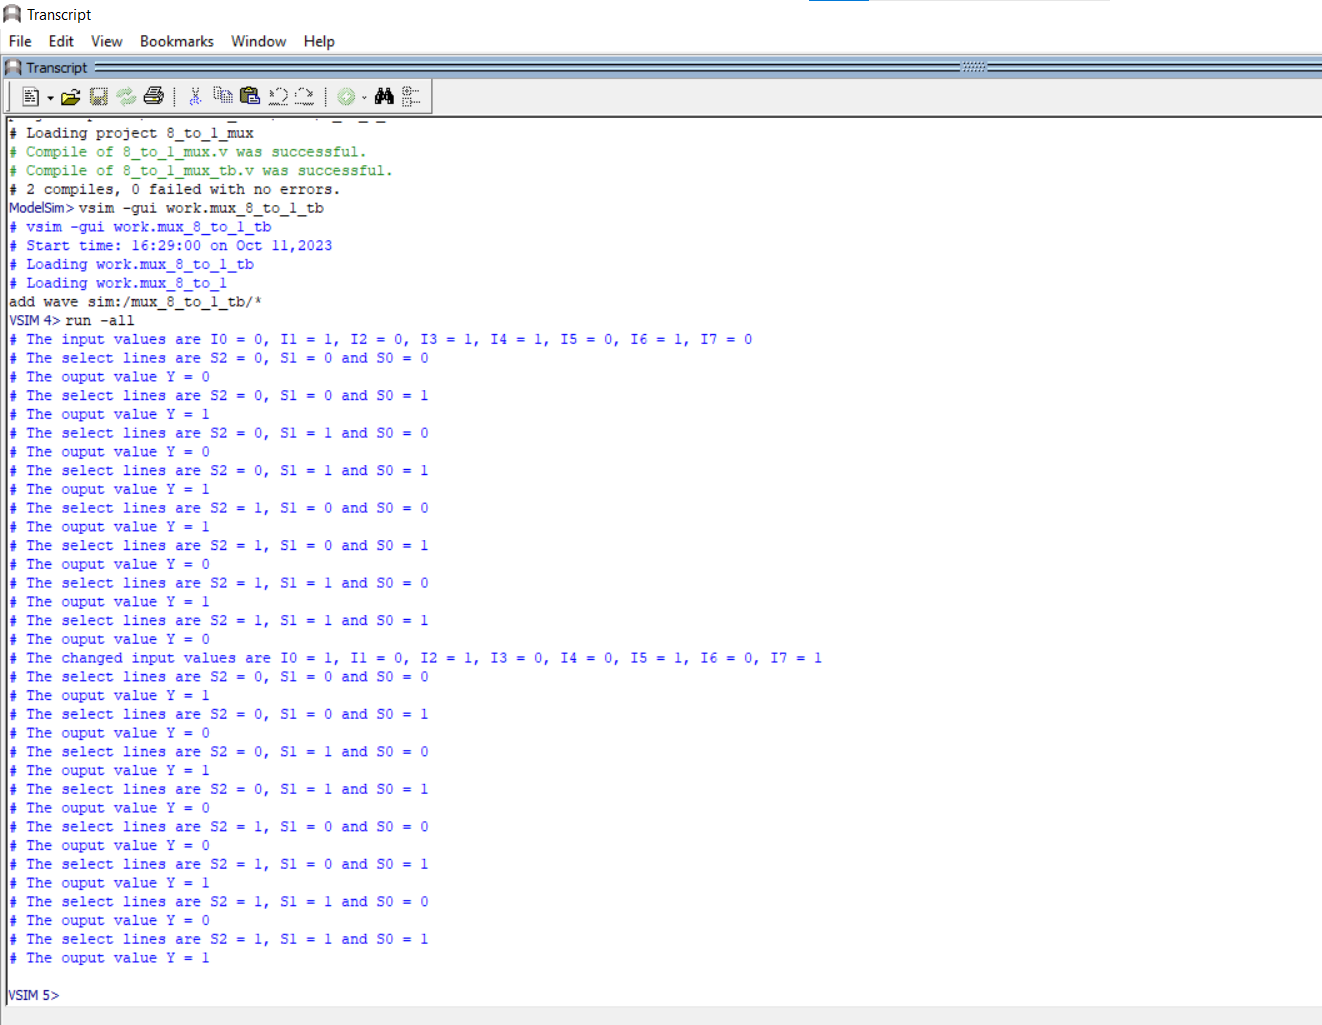 Transcript
File Edit View Bookmarks Window Help
Transcript
# Loading project 8_to_1_mux
# Compile of 8_to_1_mux.v was successful.
# Compile of 8_to_1_mux_tb.v was successful.
# 2 compiles, 0 failed with no errors.
ModelSim> vsim -gui work.mux_8_to_1_tb
# vsim -gui work.mux_8_to_1_tb
# Start time: 16:29:00 on Oct 11,2023
# Loading work.mux_8_to_1_tb
# Loading work.mux_8_to_1
add wave sim:/mux_8_to_1_tb/*
VSIM 4> run -all
# The input values are I0 = 0, I1 = 1, I2 = 0, I3 = 1, I4 = 1, I5 = 0, I6 = 1, I7 = 0
# The select lines are S2 = 0, S1 = 0 and S0 = 0
# The ouput value Y = 0
# The select lines are S2 = 0, S1 = 0 and S0 = 1
# The ouput value Y = 1
# The select lines are S2 = 0, S1 = 1 and S0 = 0
# The ouput value Y = 0
# The select lines are S2 = 0, S1 = 1 and S0 = 1
# The ouput value Y = 1
# The select lines are S2 = 1, S1 = 0 and S0 = 0
# The ouput value Y = 1
# The select lines are S2 = 1, S1 = 0 and S0 = 1
# The ouput value Y = 0
# The select lines are S2 = 1, S1 = 1 and S0 = 0
# The ouput value Y = 1
# The select lines are S2 = 1, S1 = 1 and S0 = 1
# The ouput value Y = 0
# The changed input values are I0 = 1, I1 = 0, I2 = 1, I3 = 0, I4 = 0, I5 = 1, I6 = 0, I7 = 1
# The select lines are S2 = 0, S1 = 0 and S0 = 0
# The ouput value Y = 1
# The select lines are S2 = 0, S1 = 0 and S0 = 1
# The ouput value Y = 0
# The select lines are S2 = 0, S1 = 1 and S0 = 0
# The ouput value Y = 1
# The select lines are S2 = 0, S1 = 1 and S0 = 1
# The ouput value Y = 0
# The select lines are S2 = 1, S1 = 0 and S0 = 0
# The ouput value Y = 0
# The select lines are S2 = 1, S1 = 0 and S0 = 1
# The ouput value Y = 1
# The select lines are S2 = 1, S1 = 1 and S0 = 0
# The ouput value Y = 0
# The select lines are S2 = 1, S1 = 1 and S0 = 1
# The ouput value Y = 1
VSIM 5>